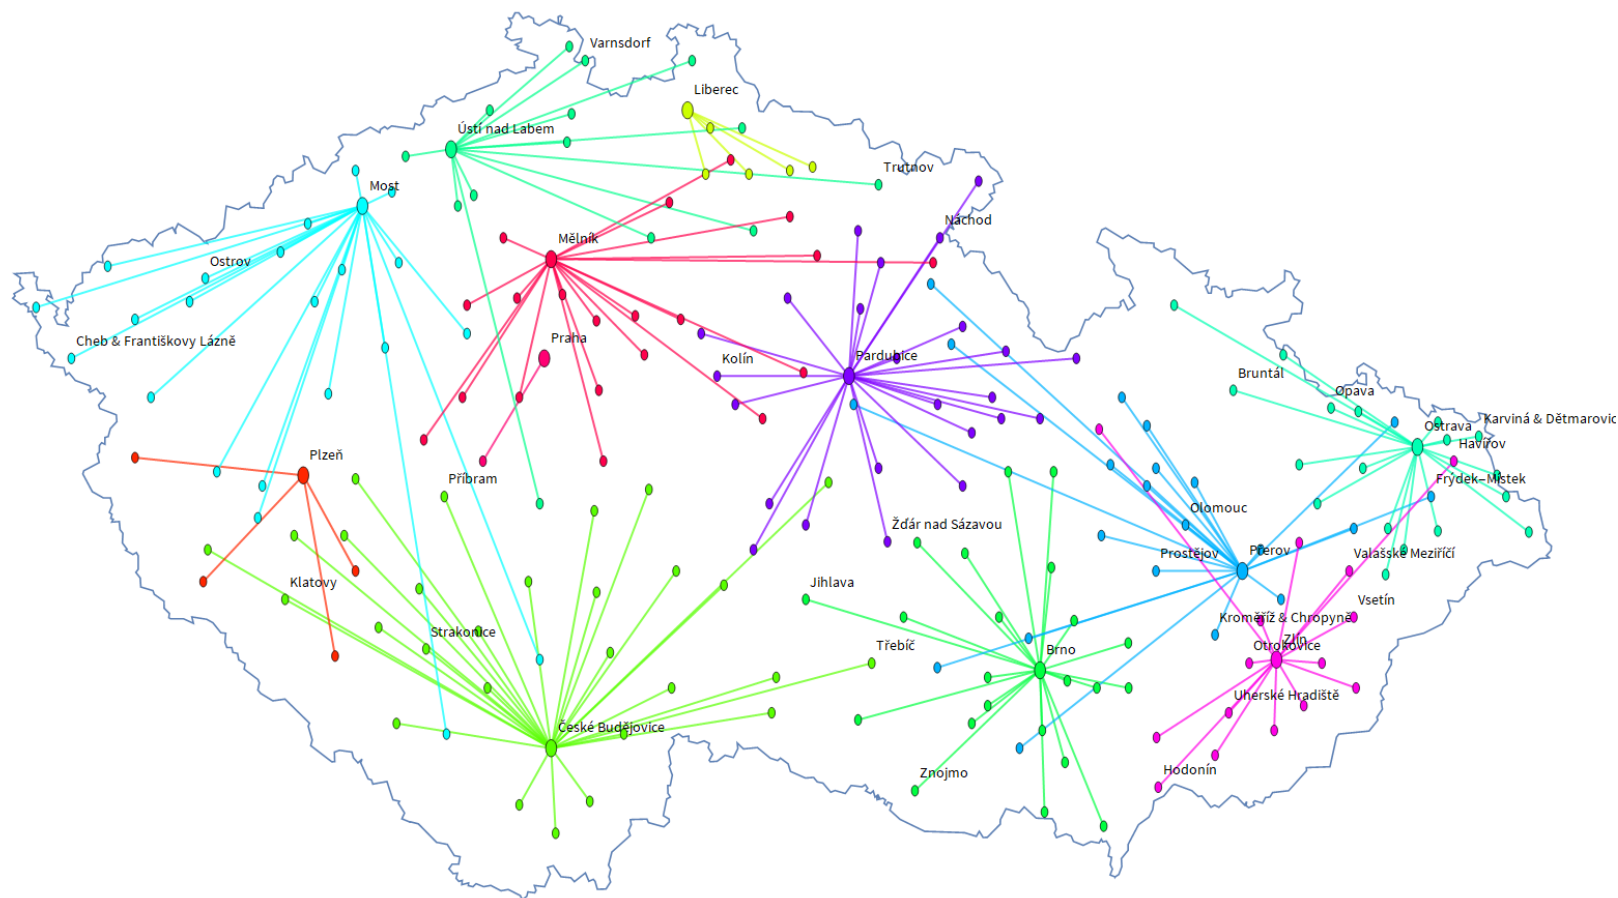 Varnsdorf
Liberec
Ústí nad Labem
Trutnov
Most
Náchod
Mělník
Ostrov
Cheb & Františkovy Lázně
Praha
Kolín
Pardubice
Bruntál
Opava
Karviná & Dětmarovic
Ostrava
Havířov
Plzeň
Příbram
Frýdek-Místek
Olomouc
Žďár nad Sázavou
Prostějov
Přerov
Valašske Meziříčí
Klatovy
Jihlava
Vsetín
Kroměříž & Chropyně
Strakonice
Zlín
Třebíč
Brno
Otrokovice
Uherské Hradiště
České Budějovice
Znojmo
Hodonín